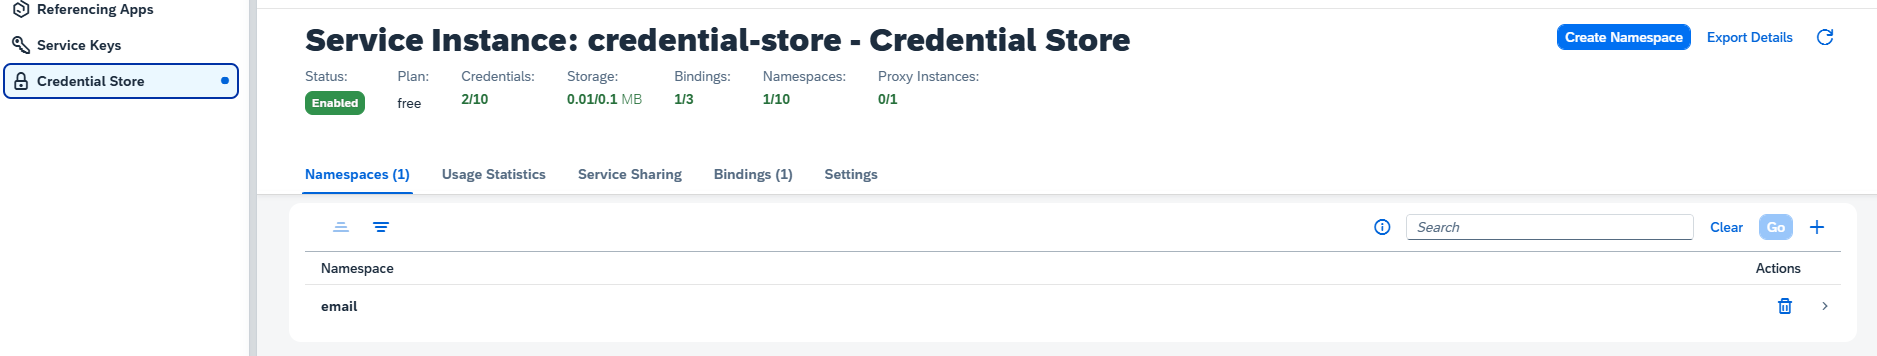 Referencing Apps
Service Keys
Credential Store
Service Instance: credential-store - Credential Store
Create Namespace
Export Details
Status: Plan: Credentials: Storage: Bindings: Namespaces: Proxy Instances:
Enabled free 2/10 0.01/0.1 MB 1/3 1/10 0/1
Namespaces (1) Usage Statistics Service Sharing Bindings (1) Settings
Search Clear Go
Namespace Actions
email